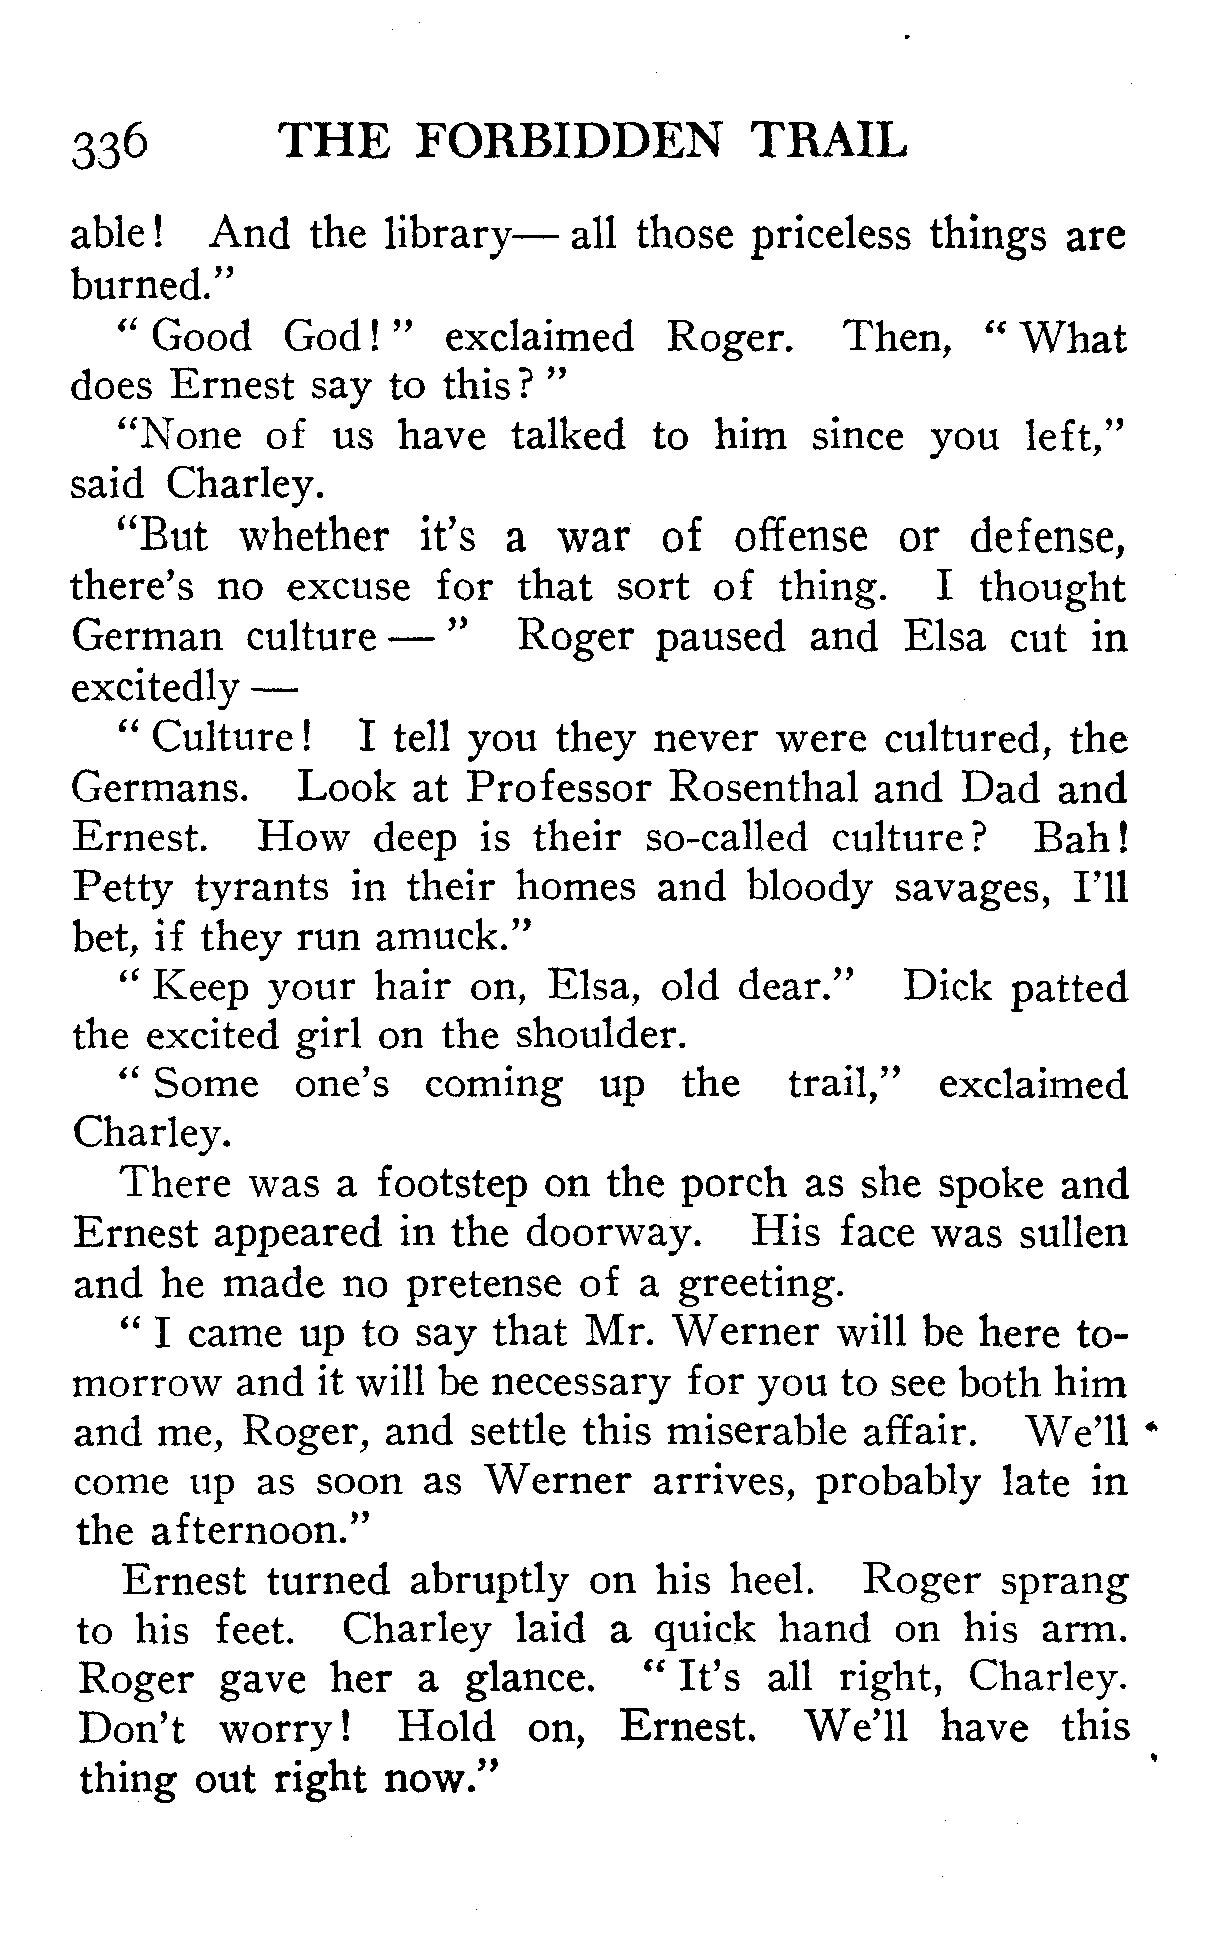 336 THE FORBIDDEN TRAIL
able! And the library— all those priceless things are
burned."
" Good God! " exclaimed Roger. Then, " What
does Ernest say to this? "
"None of us have talked to him since you left,"
said Charley.
"But whether it's a war of offense or defense,
there's no excuse for that sort of thing. I thought
German culture — " Roger paused and Elsa cut in
excitedly —
" Culture! I tell you they never were cultured, the
Germans. Look at Professor Rosenthal and Dad and
Ernest. How deep is their so-called culture? Bah!
Petty tyrants in their homes and bloody savages, I'll
bet, if they run amuck."
" Keep your hair on, Elsa, old dear." Dick patted
the excited girl on the shoulder.
" Some one's coming up the trail," exclaimed
Charley.
There was a footstep on the porch as she spoke and
Ernest appeared in the doorway. His face was sullen
and he made no pretense of a greeting.
" I came up to say that Mr. Werner will be here to-
morrow and it will be necessary for you to see both him
and me, Roger, and settle this miserable affair. We'll
come up as soon as Werner arrives, probably late in
the afternoon."
Ernest turned abruptly on his heel. Roger sprang
to his feet. Charley laid a quick hand on his arm.
Roger gave her a glance. " It's all right, Charley.
Don't worry! Hold on, Ernest. We'll have this
thing out right now."